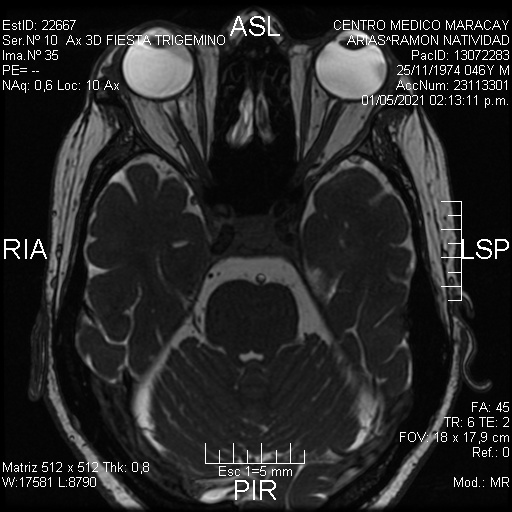 EstID: 22667
Ser.Nº 10 Ax 3D FIESTA TRIGEMINO
Ima.Nº 35
PE= --
NAq: 0,6 Loc: 10 Ax
ASL
CENTRO MEDICO MARACAY
ARIAS^RAMON NATIVIDAD
PacID: 13072283
25/11/1974 046Y M
AccNum: 23113301
01/05/2021 02:13:11 p.m.
RIA
LSP
FA: 45
TR: 6 TE: 2
FOV: 18 x 17,9 cm
Ref.: 0
Matriz 512 x 512 Thk: 0,8
Esc 1=5 mm
W:17581 L:8790
PIR
Mod.: MR